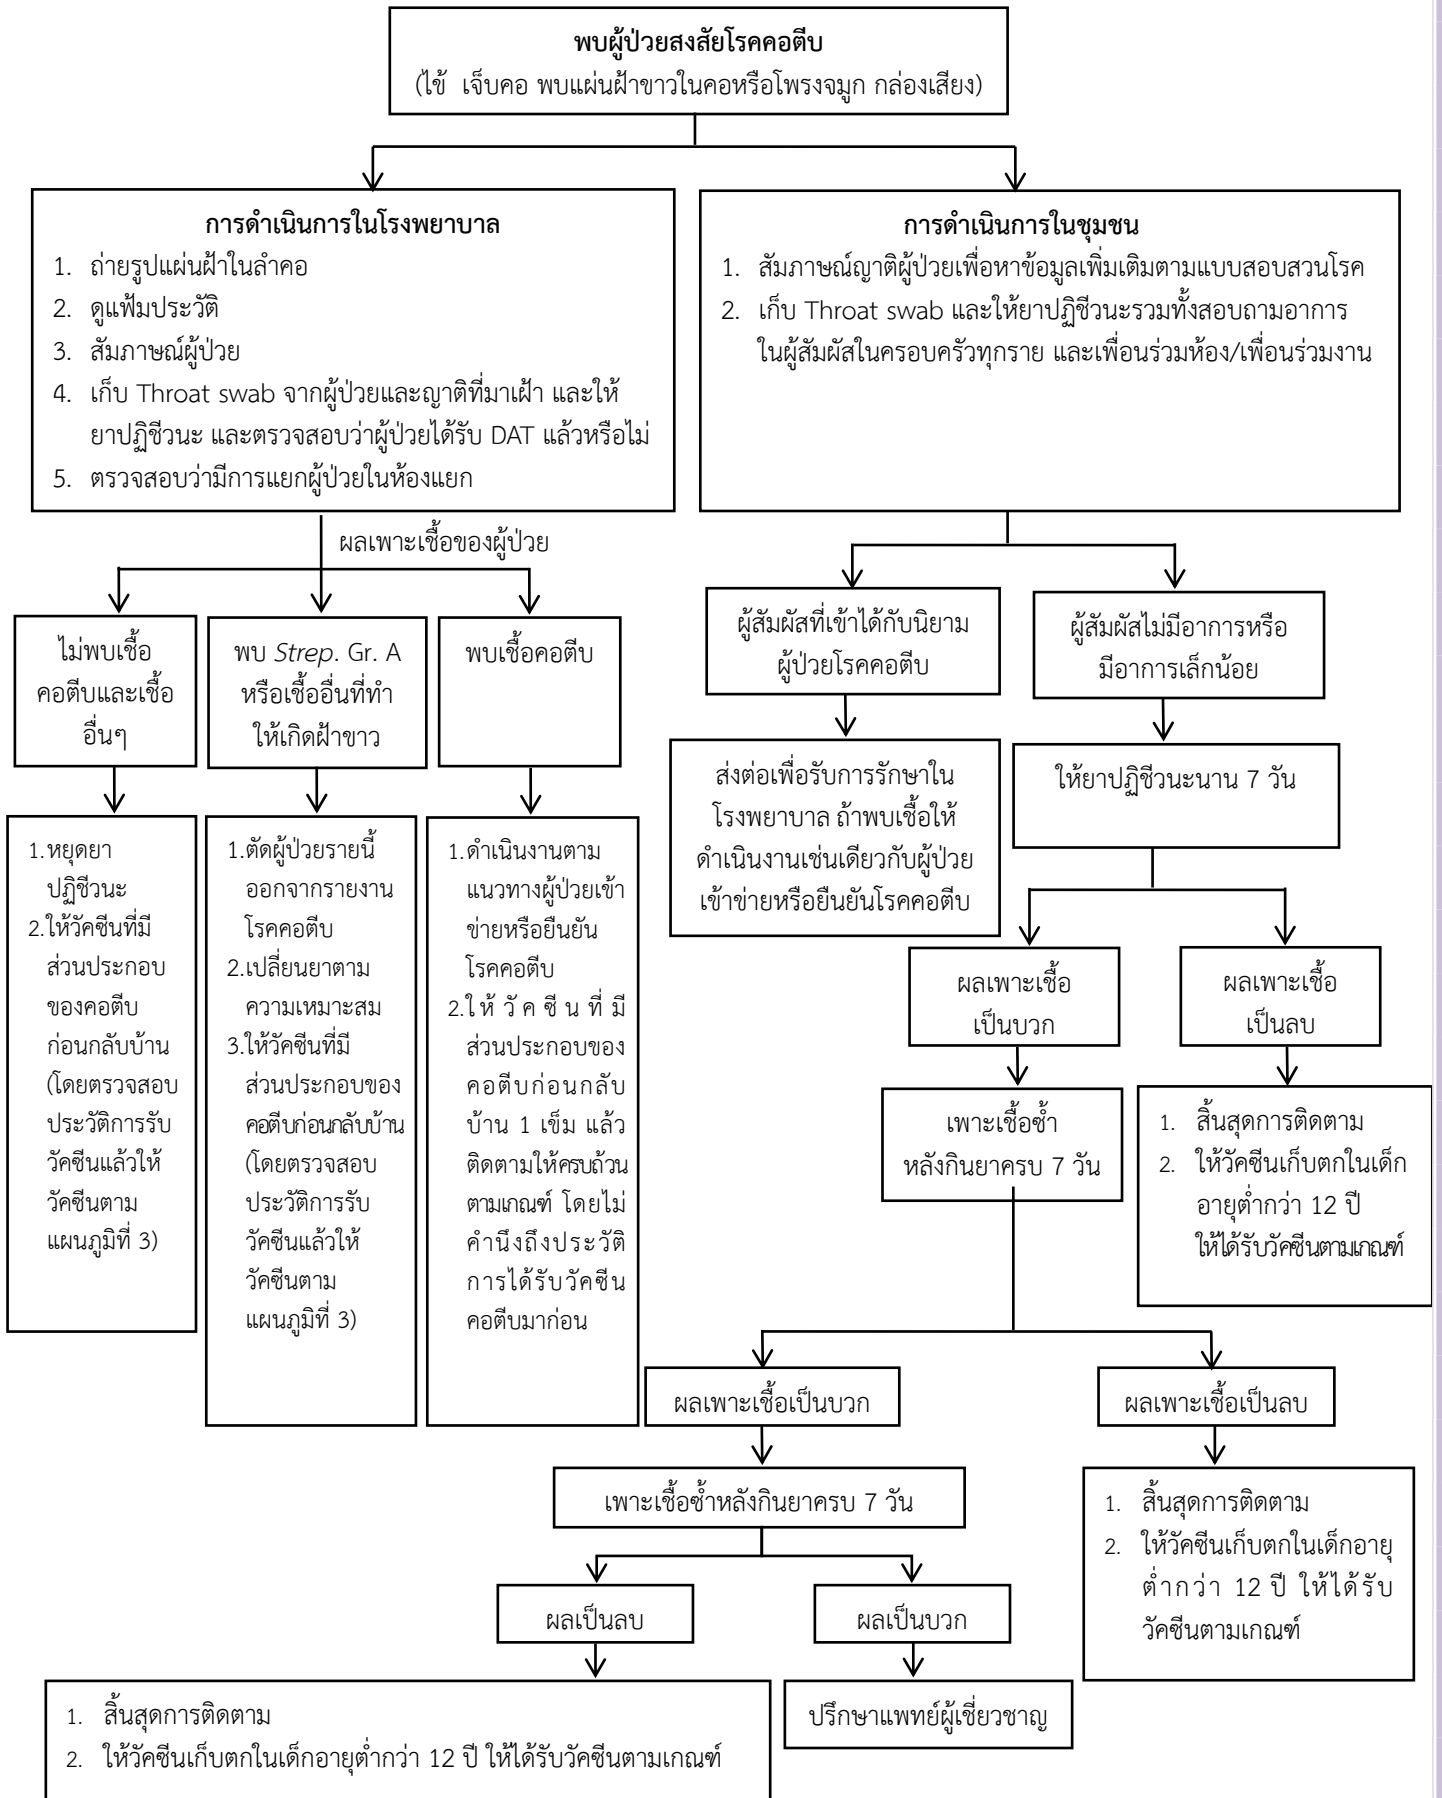 พบผู้ป่วยสงสัยโรคคอตีบ
(ไข้ เจ็บคอ พบแผ่นฝ้าขาวในคอหรือโพรงจมูก กล่องเสียง)
การดำเนินการในโรงพยาบาล
1. ถ่ายรูปแผ่นฝ้าในลำคอ
2. ดูแฟ้มประวัติ
3. สัมภาษณ์ผู้ป่วย
4. เก็บ Throat swab จากผู้ป่วยและญาติที่มาเฝ้า และให้
ยาปฏิชีวนะ และตรวจสอบว่าผู้ป่วยได้รับ DAT แล้วหรือไม่
5. ตรวจสอบว่ามีการแยกผู้ป่วยในห้องแยก
การดำเนินการในชุมชน
1. สัมภาษณ์ญาติผู้ป่วยเพื่อหาข้อมูลเพิ่มเติมตามแบบสอบสวนโรค
2. เก็บ Throat swab และให้ยาปฏิชีวนะรวมทั้งสอบถามอาการ
ในผู้สัมผัสในครอบครัวทุกราย และเพื่อนร่วมห้อง/เพื่อนร่วมงาน
ผลเพาะเชื้อของผู้ป่วย
ไม่พบเชื้อ
คอตีบและเชื้อ
อื่นๆ
พบ Strep. Gr. A
หรือเชื้ออื่นที่ทำ
ให้เกิดฝ้าขาว
พบเชื้อคอตีบ
ผู้สัมผัสที่เข้าได้กับนิยาม
ผู้ป่วยโรคคอตีบ
ผู้สัมผัสไม่มีอาการหรือ
มีอาการเล็กน้อย
1.หยุดยา
ปฏิชีวนะ
2.ให้วัคซีนที่มี
ส่วนประกอบ
ของคอตีบ
ก่อนกลับบ้าน
(โดยตรวจสอบ
ประวัติการรับ
วัคซีนแล้วให้
วัคซีนตาม
แผนภูมิที่ 3)
1.ตัดผู้ป่วยรายนี้
ออกจากรายงาน
โรคคอตีบ
2.เปลี่ยนยาตาม
ความเหมาะสม
3.ให้วัคซีนที่มี
ส่วนประกอบของ
คอตีบก่อนกลับบ้าน
(โดยตรวจสอบ
ประวัติการรับ
วัคซีนแล้วให้
วัคซีนตาม
แผนภูมิที่ 3)
1.ดำเนินงานตาม
แนวทางผู้ป่วยเข้า
ข่ายหรือยืนยัน
โรคคอตีบ
2.ให้วัคซีนที่มี
ส่วนประกอบของ
คอตีบก่อนกลับ
บ้าน 1 เข็ม แล้ว
ติดตามให้ครบถ้วน
ตามเกณฑ์ โดยไม่
คำนึงถึงประวัติ
การได้รับวัคซีน
คอตีบมาก่อน
ส่งต่อเพื่อรับการรักษาใน
โรงพยาบาล ถ้าพบเชื้อให้
ดำเนินงานเช่นเดียวกับผู้ป่วย
เข้าข่ายหรือยืนยันโรคคอตีบ
ให้ยาปฏิชีวนะนาน 7 วัน
ผลเพาะเชื้อ
เป็นบวก
ผลเพาะเชื้อ
เป็นลบ
เพาะเชื้อซ้ำ
หลังกินยาครบ 7 วัน
1. สิ้นสุดการติดตาม
2. ให้วัคซีนเก็บตกในเด็ก
อายุต่ำกว่า 12 ปี
ให้ได้รับวัคซีนตามเกณฑ์
ผลเพาะเชื้อเป็นบวก
ผลเพาะเชื้อเป็นลบ
เพาะเชื้อซ้ำหลังกินยาครบ 7 วัน
1. สิ้นสุดการติดตาม
2. ให้วัคซีนเก็บตกในเด็กอายุ
ต่ำกว่า 12 ปี ให้ได้รับ
วัคซีนตามเกณฑ์
ผลเป็นลบ
ผลเป็นบวก
1. สิ้นสุดการติดตาม
2. ให้วัคซีนเก็บตกในเด็กอายุต่ำกว่า 12 ปี ให้ได้รับวัคซีนตามเกณฑ์
ปรึกษาแพทย์ผู้เชี่ยวชาญ